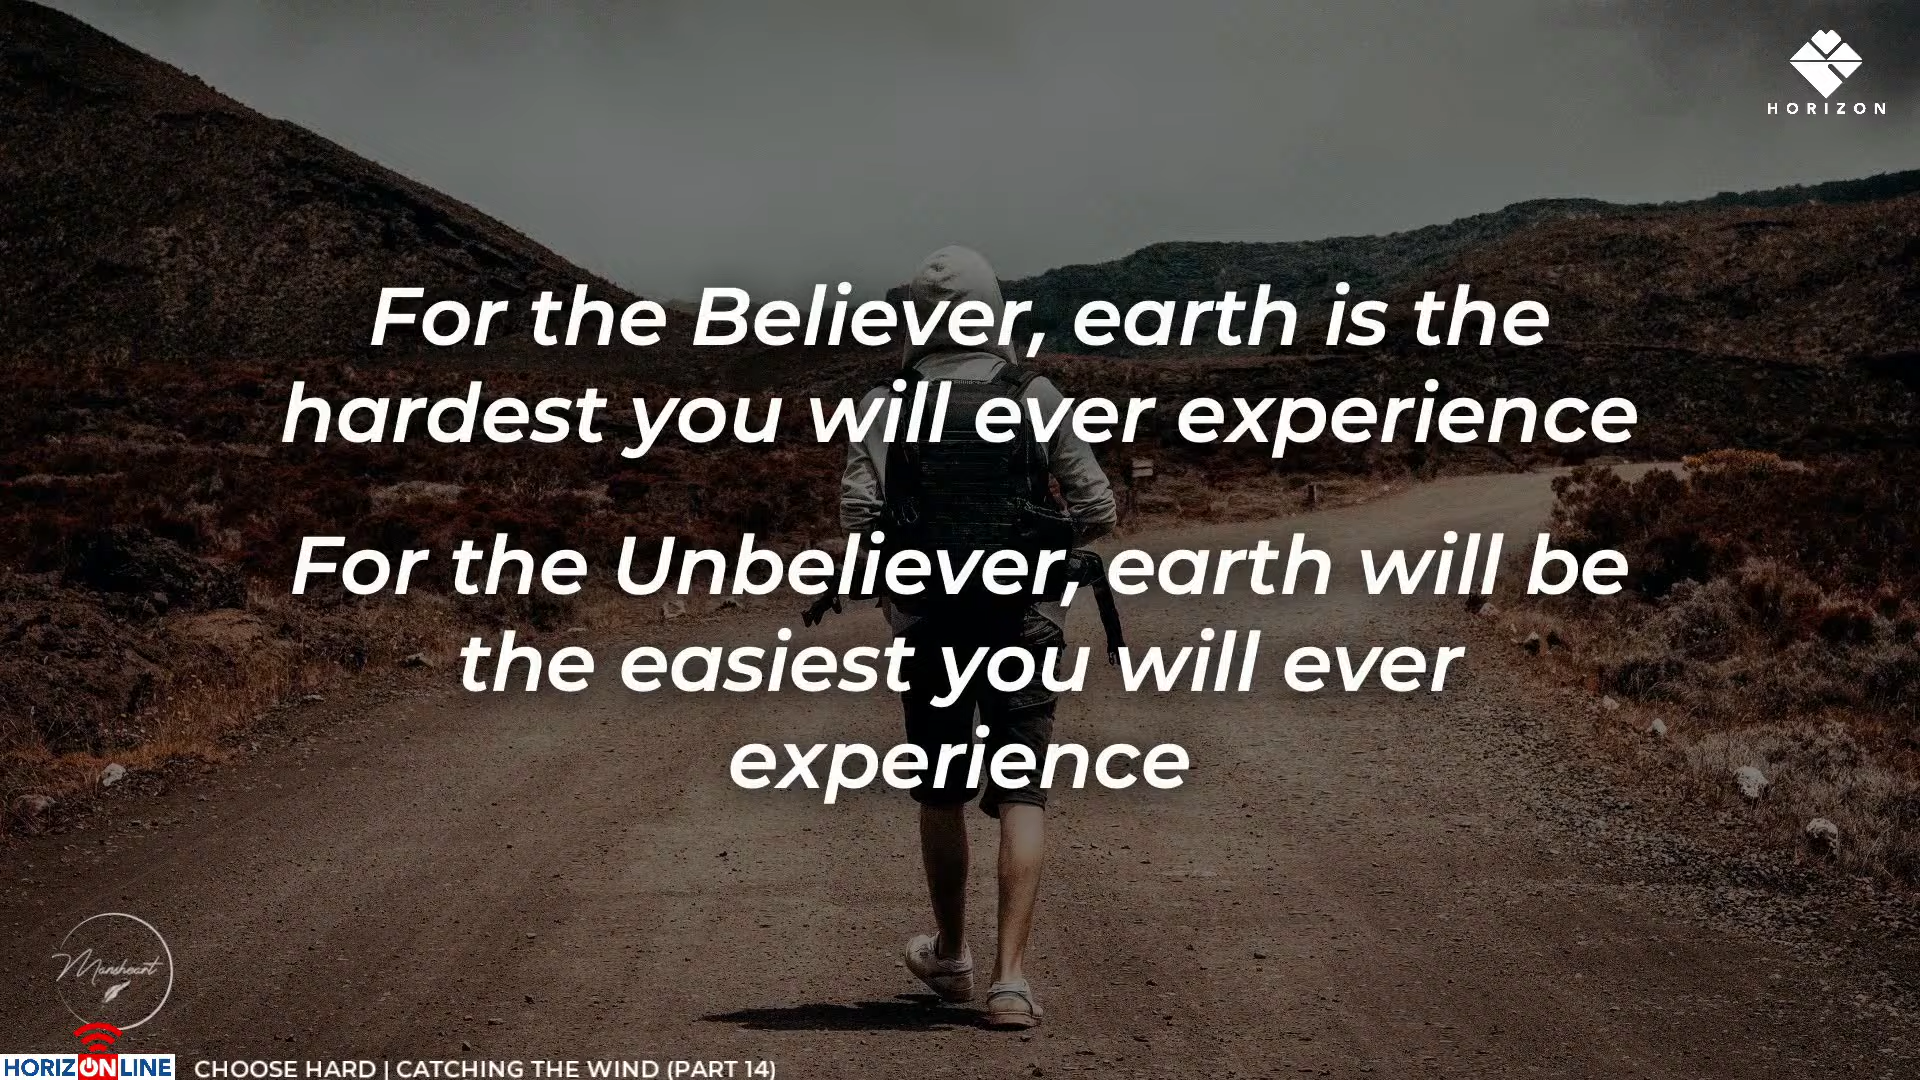 HORIZON
For the Believer, earth is the
hardest you will ever experience
For the Unbeliever, earth will be
the easiest you will ever
experience
Mansheart
HORIZONLINE
CHOOSE HARD | CATCHING THE WIND (PART 14)